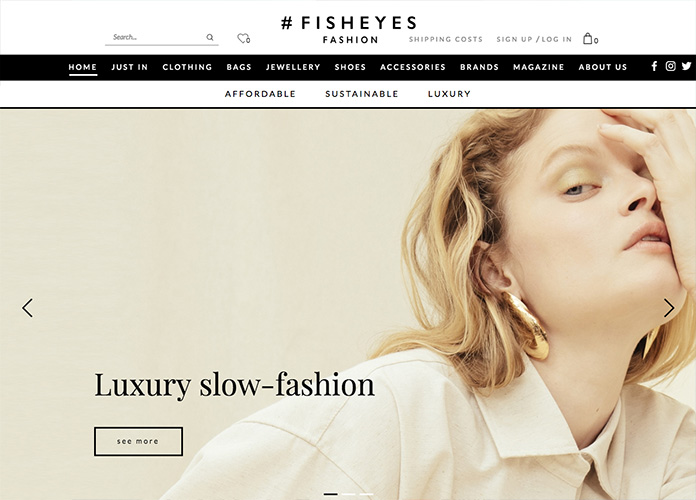 # FISHEYES
FASHION
Search...
0
SHIPPING COSTS
SIGN UP / LOG IN
0
HOME JUST IN CLOTHING BAGS JEWELLERY SHOES ACCESSORIES BRANDS MAGAZINE ABOUT US
AFFORDABLE SUSTAINABLE LUXURY
Luxury slow-fashion
see more